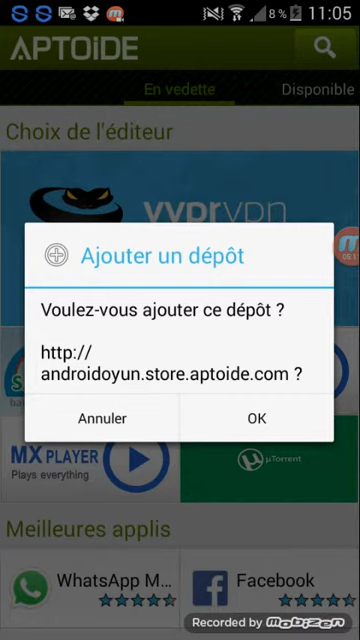 8 % 11:05
APTOIDE
En vedette Disponible
Choix de l'éditeur
vyprvpn
Ajouter un dépôt
Voulez-vous ajouter ce dépôt ?
http://
androidoyun.store.aptoide.com ?
Annuler OK
MX PLAYER
Plays everything
µTorrent
Meilleures applis
WhatsApp M... Facebook
Recorded by Mobizen